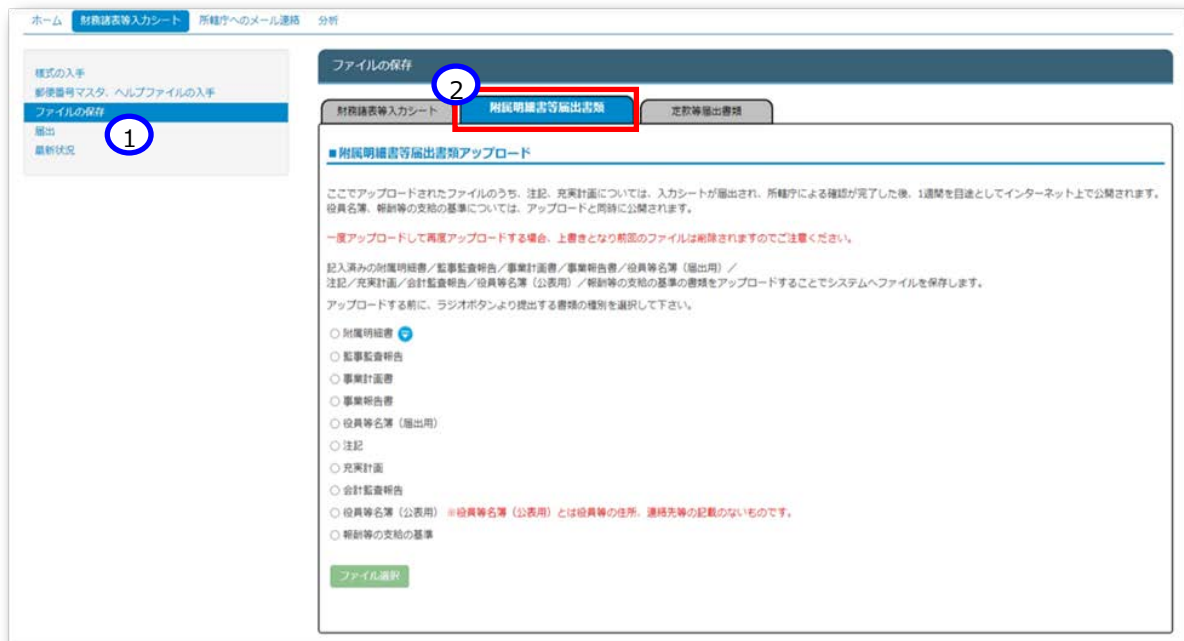 ホーム 財務諸表等入力シート 所轄庁へのメール連絡 分析
様式の入手
郵便番号マスタ、ヘルプファイルの入手
ファイルの保存
届出
最新状況
1
ファイルの保存
2
財務諸表等入力シート 附属明細書等届出書類 定款等届出書類
■附属明細書等届出書類アップロード
ここでアップロードされたファイルのうち、注記、充実計画については、入力シートが届出され、所轄庁による確認が完了した後、1週間を目途としてインターネット上で公開されます。
役員名簿、報酬等の支給の基準については、アップロードと同時に公開されます。
一度アップロードして再度アップロードする場合、上書きとなり前回のファイルは削除されますのでご注意ください。
記入済みの附属明細書／監事監査報告／事業計画書／事業報告書／役員等名簿（届出用）／
注記／充実計画／会計監査報告／役員等名簿（公表用）／報酬等の支給の基準の書類をアップロードすることでシステムへファイルを保存します。
アップロードする前に、ラジオボタンより提出する書類の種別を選択して下さい。
附属明細書
監事監査報告
事業計画書
事業報告書
役員等名簿（届出用）
注記
充実計画
会計監査報告
役員等名簿（公表用） ※役員等名簿（公表用）とは役員等の住所、連絡先等の記載のないものです。
報酬等の支給の基準
ファイル選択